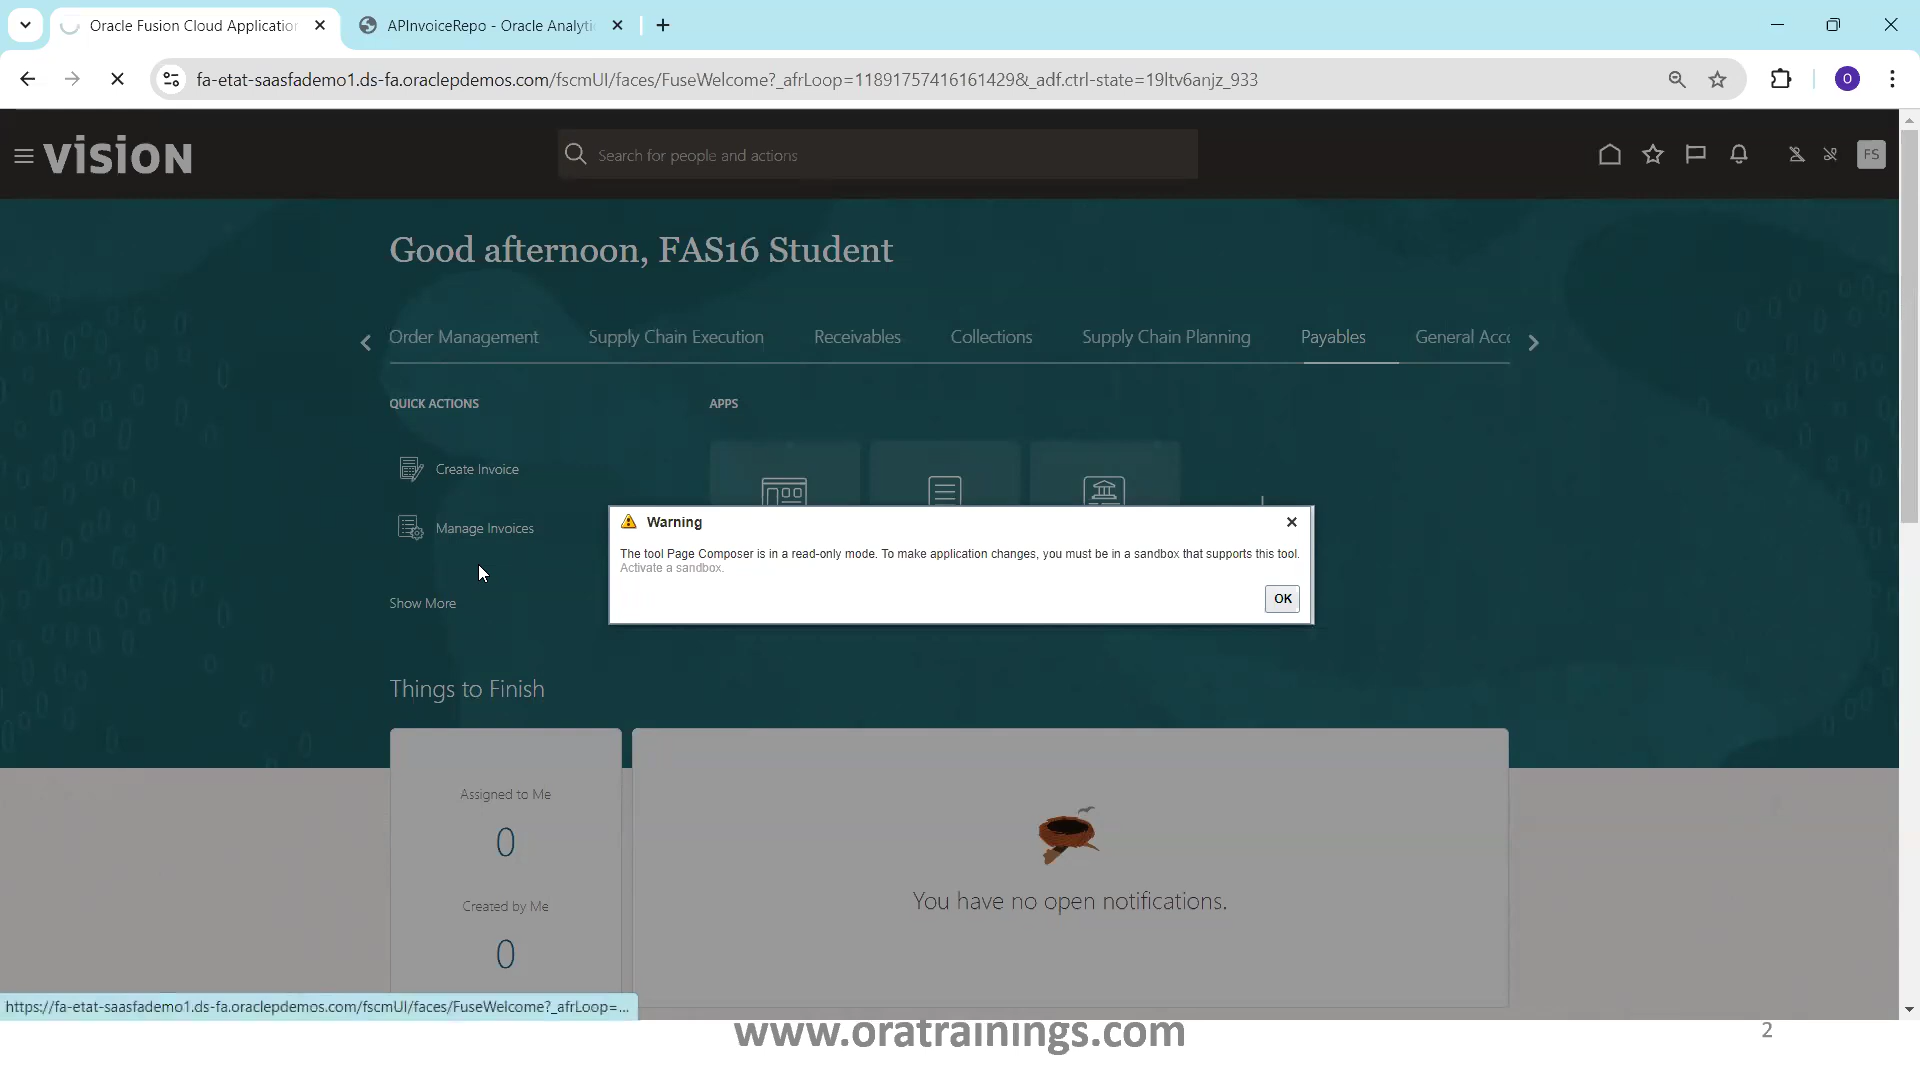 Oracle Fusion Cloud Application
APInvoiceRepo - Oracle Analyti
fa-etat-saasfademo1.ds-fa.oraclepdemos.com/fscmUI/faces/FuseWelcome?_afrLoop=11891757416161429&_adf.ctrl-state=19ltv6anjz_933
O
VISION
Search for people and actions
FS
Good afternoon, FAS16 Student
Order Management
Supply Chain Execution
Receivables
Collections
Supply Chain Planning
Payables
General Acco
QUICK ACTIONS
APPS
Create Invoice
Manage Invoices
Show More
Warning
The tool Page Composer is in a read-only mode. To make application changes, you must be in a sandbox that supports this tool.
Activate a sandbox.
OK
Things to Finish
Assigned to Me
0
Created by Me
0
You have no open notifications.
https://fa-etat-saasfademo1.ds-fa.oraclepdemos.com/fscmUI/faces/FuseWelcome?_afrLoop=...
www.oratrainings.com
2